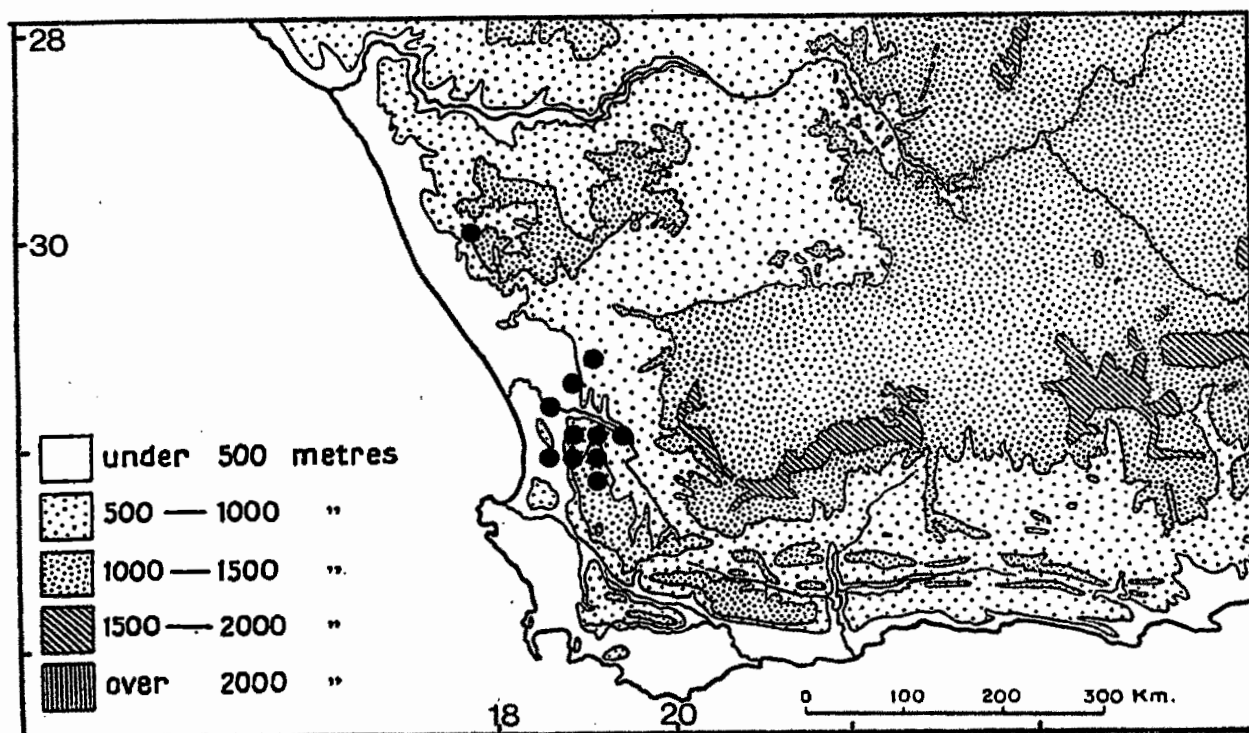 28
30
under 500 metres
500 — 1000 "
1000 — 1500 "
1500 — 2000 "
over 2000 "
0 100 200 300 Km.
18 20